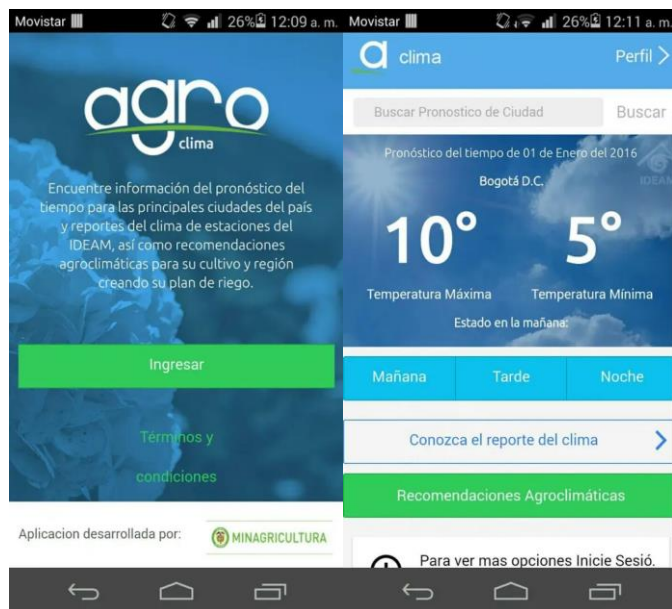 Movistar 26% 12:09 a. m.
agro
clima
Encuentre información del pronóstico del
tiempo para las principales ciudades del país
y reportes del clima de estaciones del
IDEAM, así como recomendaciones
agroclimáticas para su cultivo y región
creando su plan de riego.
Ingresar
Términos y
condiciones
Aplicacion desarrollada por:
MINAGRICULTURA
Movistar 26% 12:11 a. m.
a clima
Perfil >
Buscar Pronostico de Ciudad
Buscar
Pronóstico del tiempo de 01 de Enero del 2016
IDEAM
Bogotá D.C.
10° 5°
Temperatura Máxima Temperatura Mínima
Estado en la mañana:
Mañana Tarde Noche
Conozca el reporte del clima >
Recomendaciones Agroclimáticas
Para ver mas opciones Inicie Sesió.